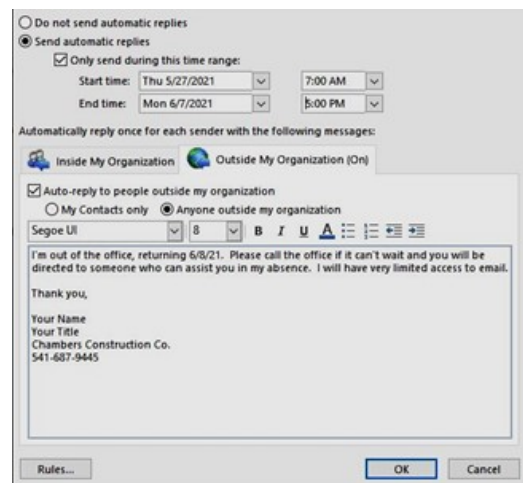 Do not send automatic replies
Send automatic replies
Only send during this time range:
Start time: Thu 5/27/2021 7:00 AM
End time: Mon 6/7/2021 5:00 PM
Automatically reply once for each sender with the following messages:
Inside My Organization Outside My Organization (On)
Auto-reply to people outside my organization
My Contacts only Anyone outside my organization
Segoe UI 8 B I U A
I'm out of the office, returning 6/8/21. Please call the office if it can't wait and you will be
directed to someone who can assist you in my absence. I will have very limited access to email.
Thank you,
Your Name
Your Title
Chambers Construction Co.
541-687-9445
Rules... OK Cancel